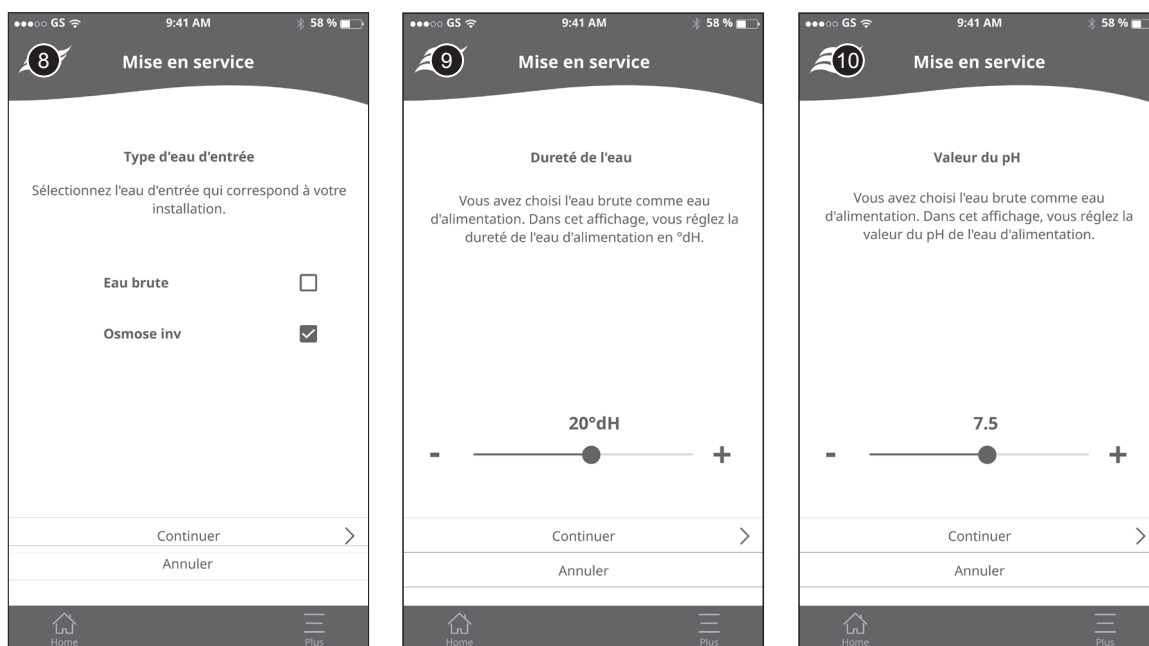 ●●●○○ GS 9:41 AM 58 %
8 Mise en service
Type d'eau d'entrée
Sélectionnez l'eau d'entrée qui correspond à votre
installation.
Eau brute
Osmose inv
Continuer
Annuler
Home Plus
●●●○○ GS 9:41 AM 58 %
9 Mise en service
Dureté de l'eau
Vous avez choisi l'eau brute comme eau
d'alimentation. Dans cet affichage, vous réglez la
dureté de l'eau d'alimentation en °dH.
20°dH
- +
Continuer
Annuler
Home Plus
●●●○○ GS 9:41 AM 58 %
10 Mise en service
Valeur du pH
Vous avez choisi l'eau brute comme eau
d'alimentation. Dans cet affichage, vous réglez la
valeur du pH de l'eau d'alimentation.
7.5
- +
Continuer
Annuler
Home Plus